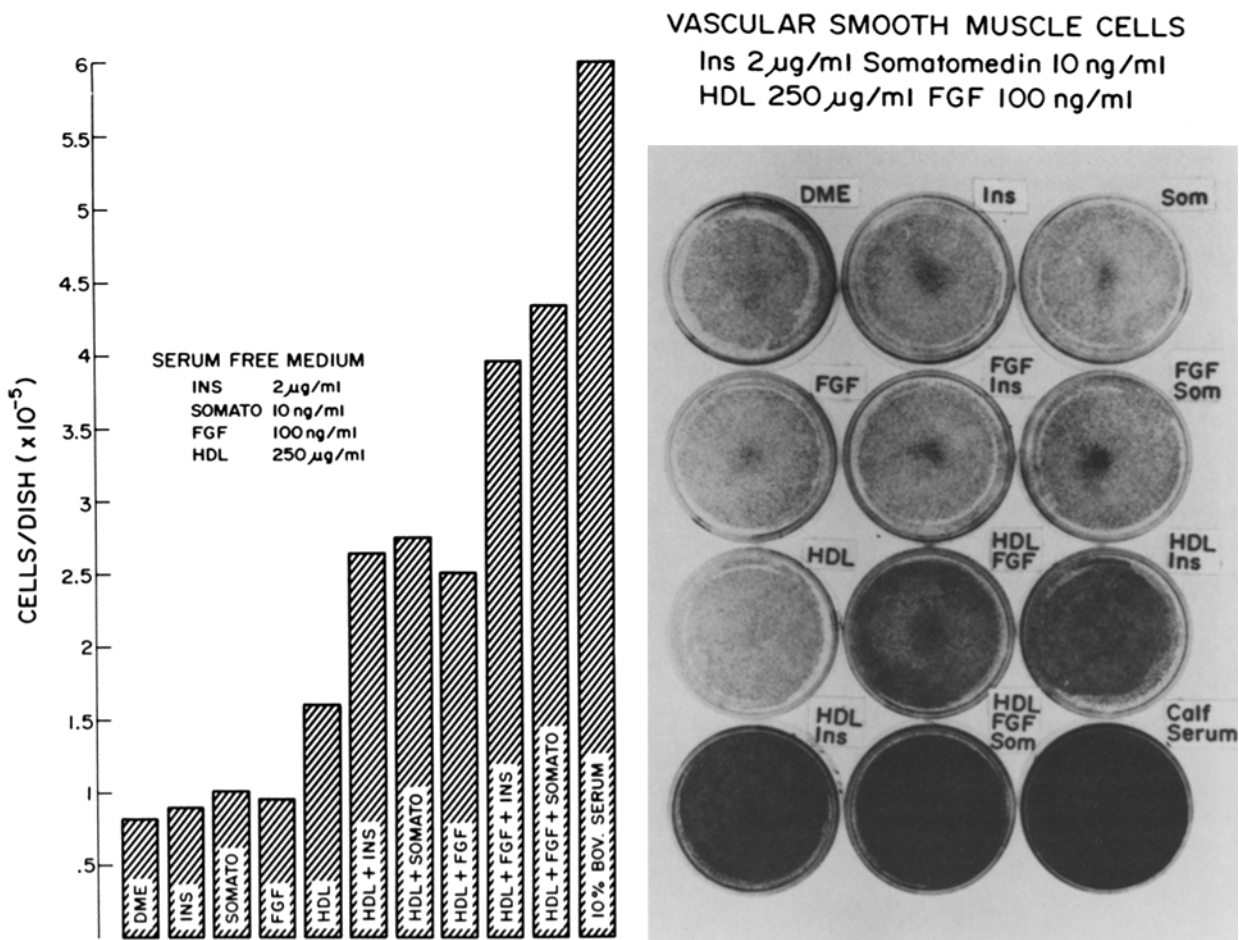 6
5.5
5
4.5
4
3.5
3
2.5
2
1.5
1
.5
CELLS/DISH (x 10⁻⁵)
SERUM FREE MEDIUM
INS 2 µg/ml
SOMATO 10 ng/ml
FGF 100 ng/ml
HDL 250 µg/ml
DME
INS
SOMATO
FGF
HDL
HDL + INS
HDL + SOMATO
HDL + FGF
HDL + FGF + INS
HDL + FGF + SOMATO
10% BOV. SERUM
VASCULAR SMOOTH MUSCLE CELLS
Ins 2 µg/ml Somatomedin 10 ng/ml
HDL 250 µg/ml FGF 100 ng/ml
DME
Ins
Som
FGF
FGF
Ins
FGF
Som
HDL
HDL
FGF
HDL
Ins
HDL
Ins
HDL
FGF
Som
Calf
Serum